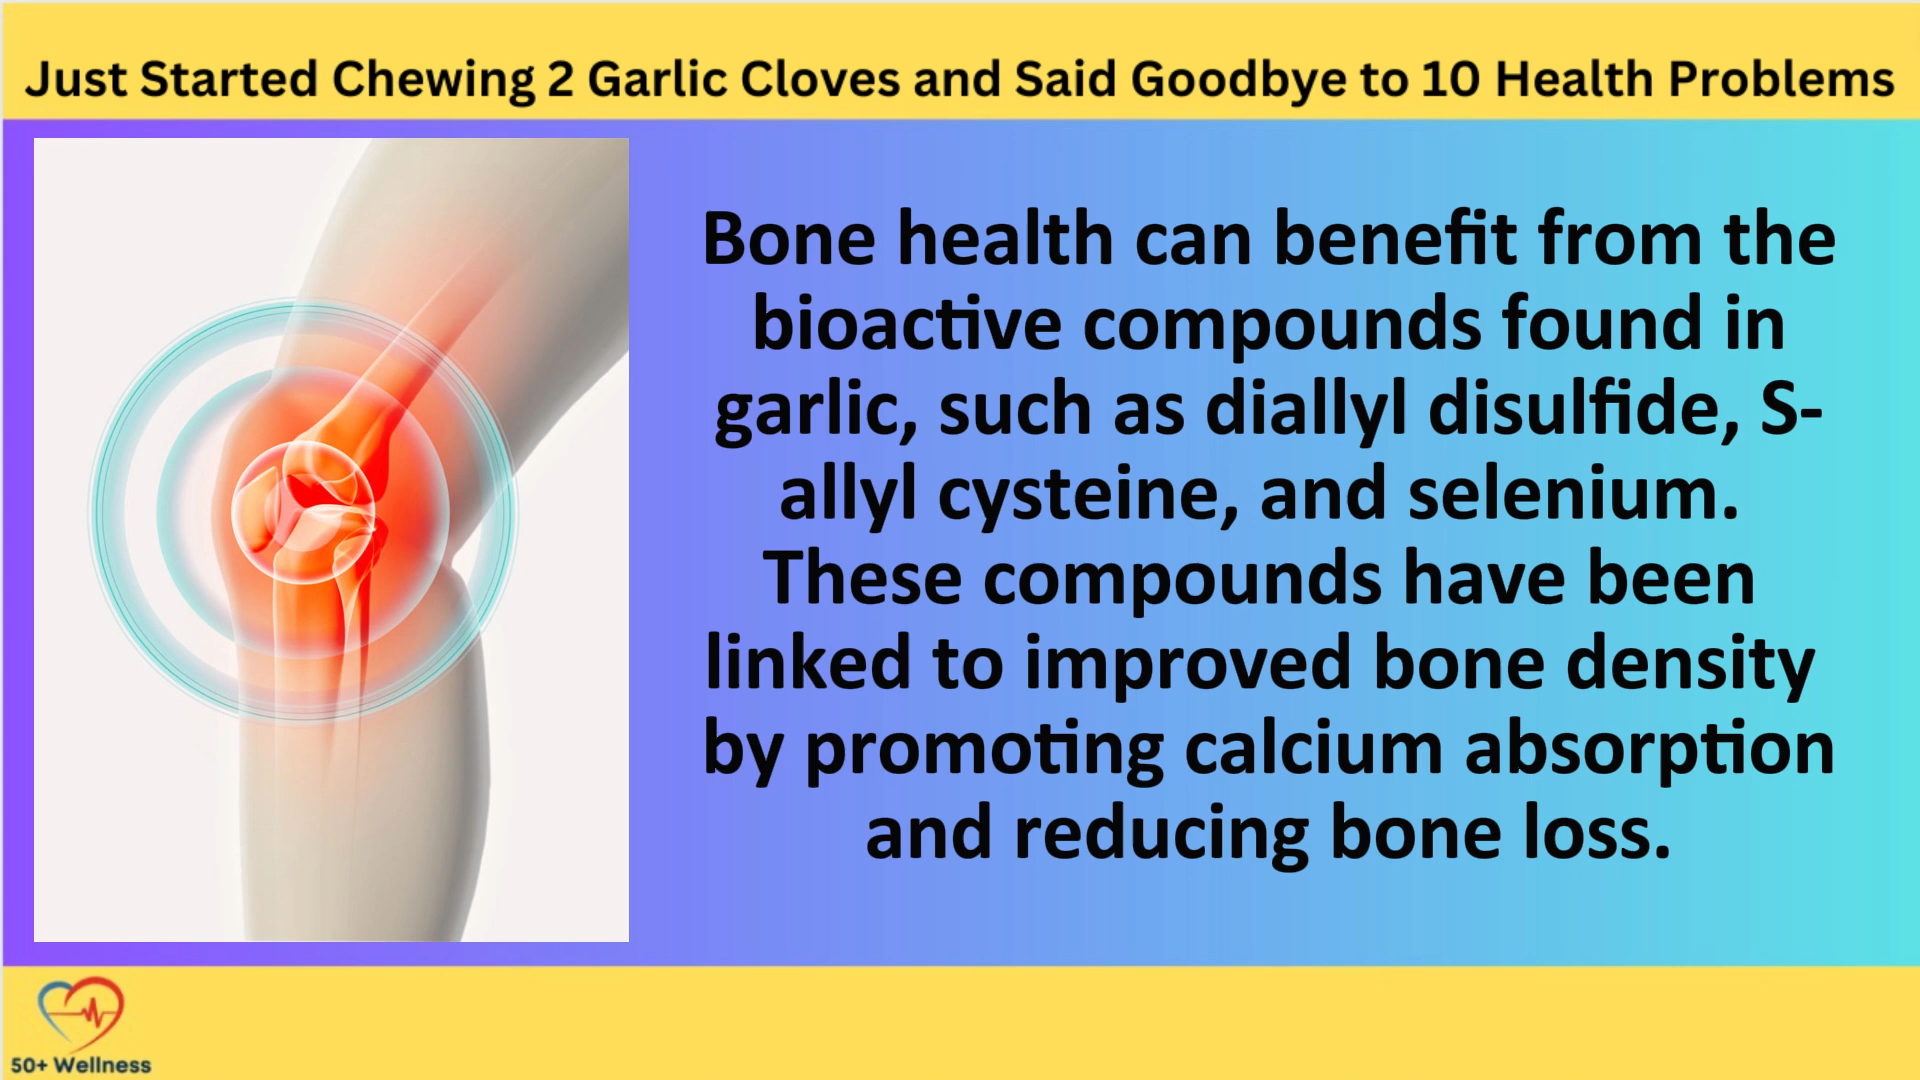 Just Started Chewing 2 Garlic Cloves and Said Goodbye to 10 Health Problems
Bone health can benefit from the
bioactive compounds found in
garlic, such as diallyl disulfide, S-
allyl cysteine, and selenium.
These compounds have been
linked to improved bone density
by promoting calcium absorption
and reducing bone loss.
50+ Wellness